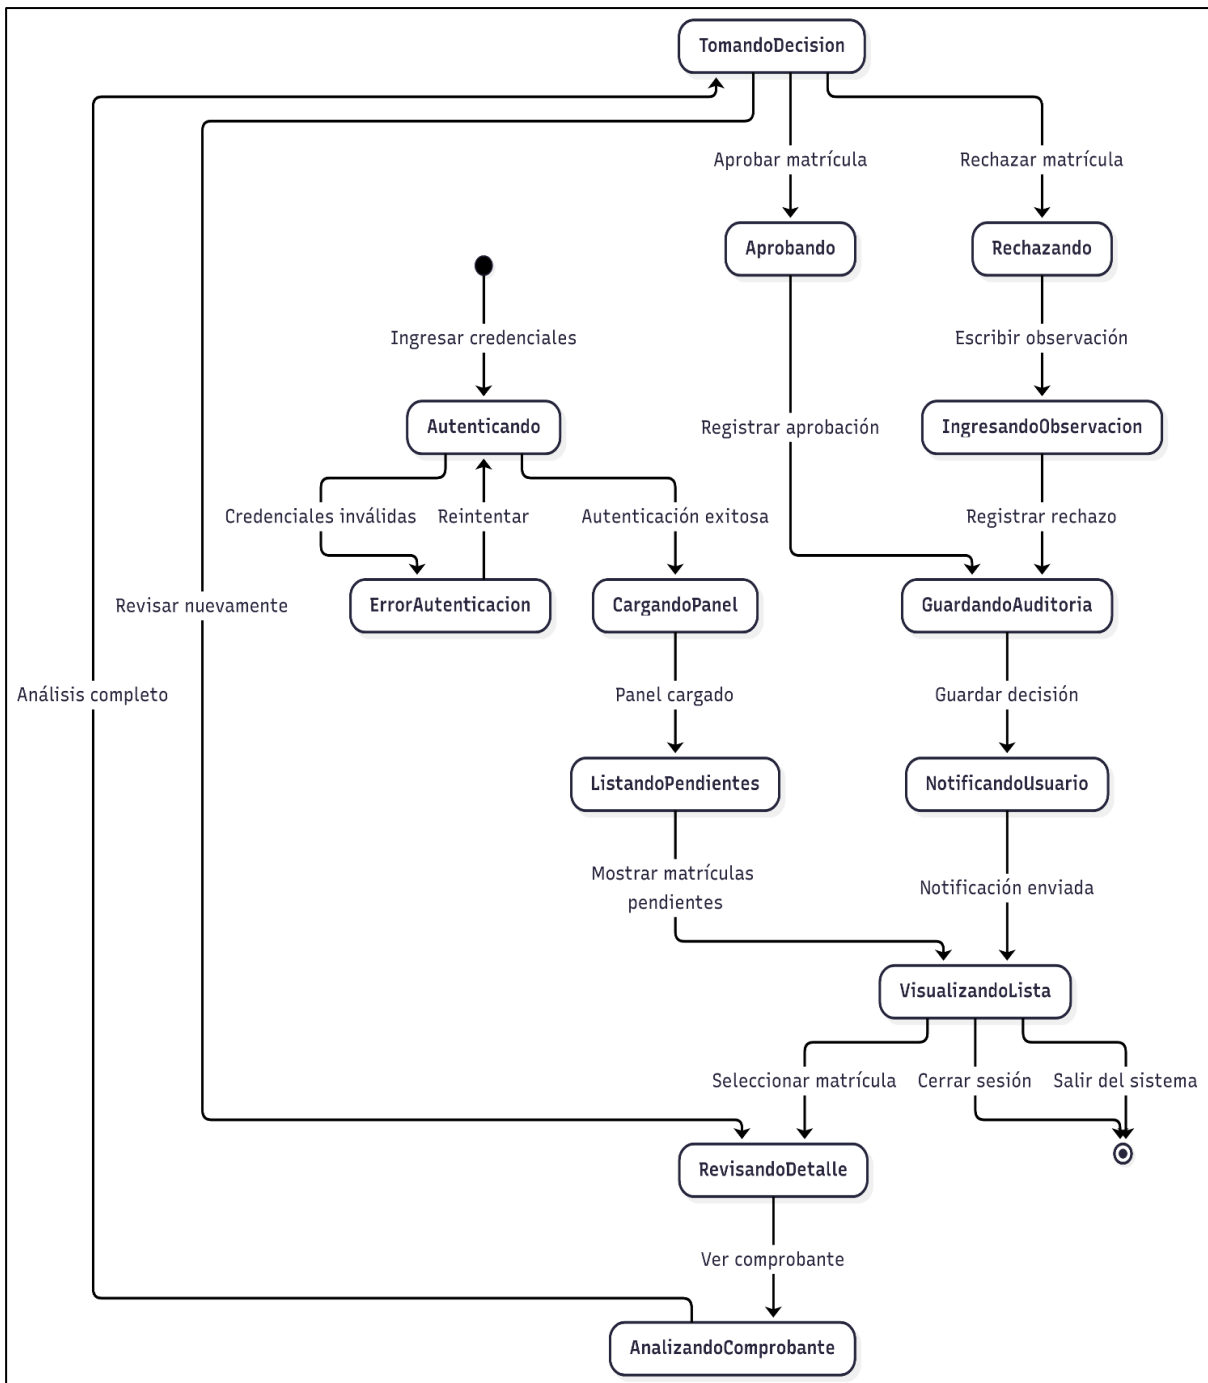 TomandoDecision
Aprobar matrícula
Rechazar matrícula
Aprobando
Rechazando
Ingresar credenciales
Escribir observación
Autenticando
Registrar aprobación
IngresandoObservacion
Credenciales inválidas
Reintentar
Autenticación exitosa
Registrar rechazo
Revisar nuevamente
ErrorAutenticacion
CargandoPanel
GuardandoAuditoria
Análisis completo
Panel cargado
Guardar decisión
ListandoPendientes
NotificandoUsuario
Mostrar matrículas
pendientes
Notificación enviada
VisualizandoLista
Seleccionar matrícula
Cerrar sesión
Salir del sistema
RevisandoDetalle
Ver comprobante
AnalizandoComprobante